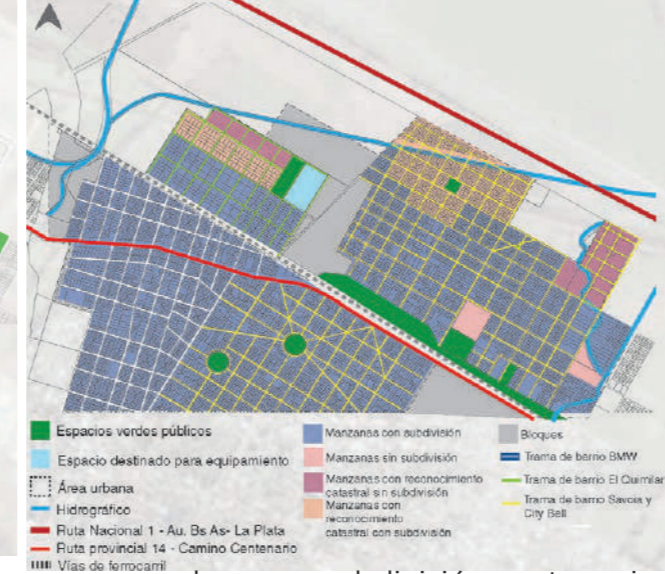 Espacios verdes públicos
Espacio destinado para equipamiento
Área urbana
Hidrográfico
Ruta Nacional 1 - Au. Bs As- La Plata
Ruta provincial 14 - Camino Centenario
Vías de ferrocarril
Manzanas con subdivisión
Manzanas sin subdivisión
Manzanas con reconocimiento
catastral sin subdivisión
Manzanas con
reconocimiento
catastral con subdivisión
Bloques
Trama de barrio BMW
Trama de barrio El Quimilar
Trama de barrio Savoia y
City Bell